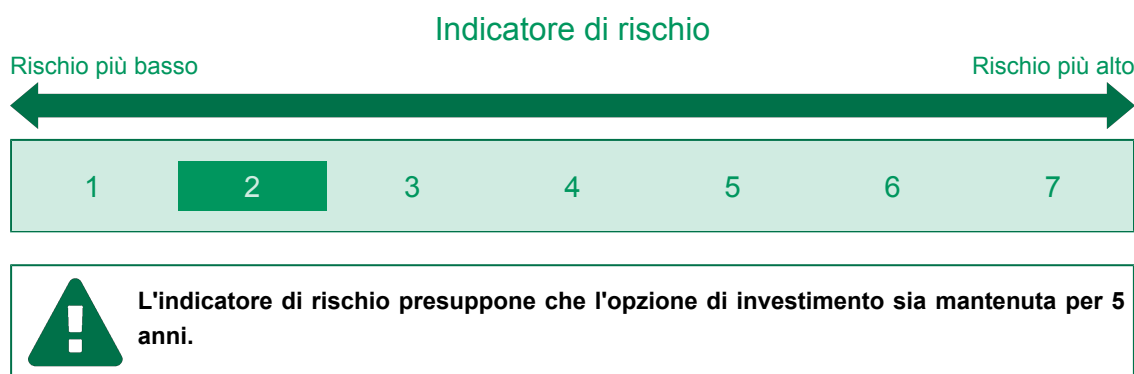 Indicatore di rischio
Rischio più basso Rischio più alto
1 2 3 4 5 6 7
L'indicatore di rischio presuppone che l'opzione di investimento sia mantenuta per 5
anni.